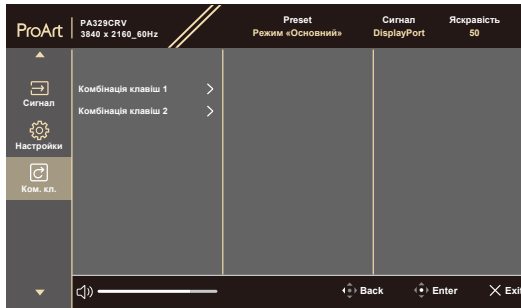 ProArt
PA329CRV
3840 x 2160_60Hz
Preset
Режим «Основний»
Сигнал
DisplayPort
Яскравість
50
Сигнал
Настройки
Ком. кл.
Комбінація клавіш 1
Комбінація клавіш 2
Back
Enter
Exi